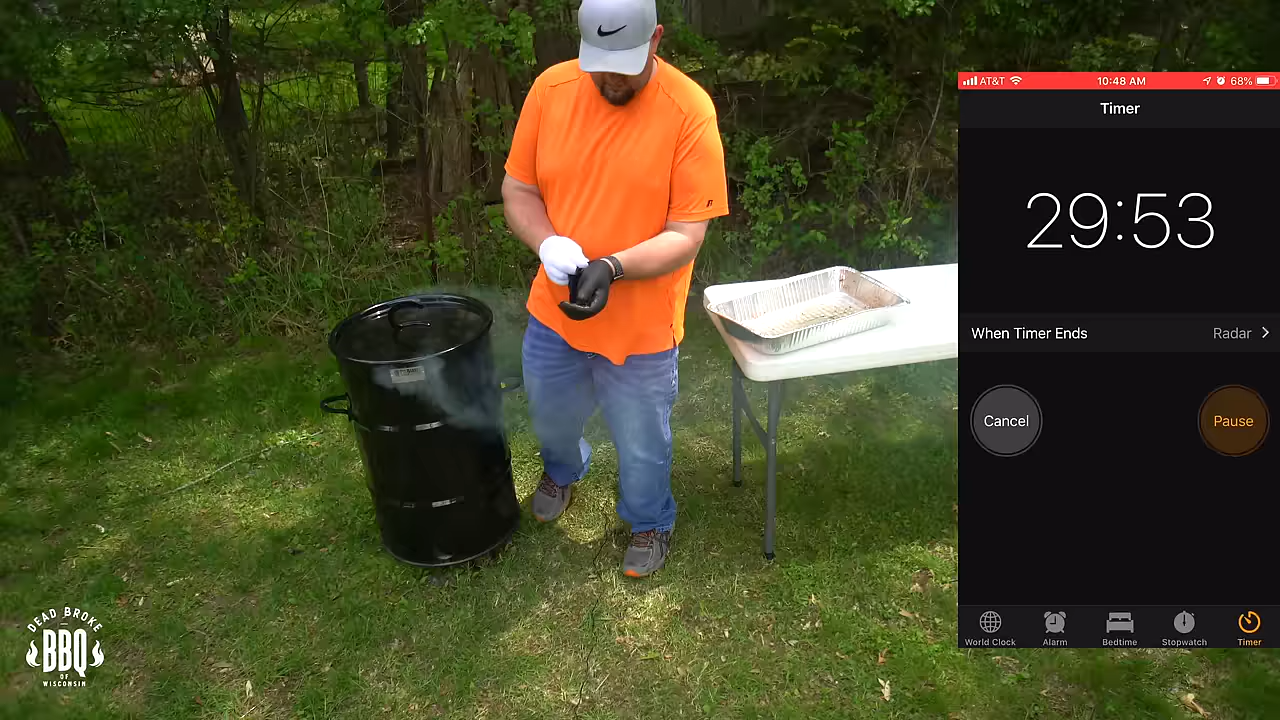 AT&T 10:48 AM 68%
Timer
29:53
When Timer Ends Radar
Cancel Pause
World Clock Alarm Bedtime Stopwatch Timer
DEAD BROKE
BBQ
OF
WISCONSIN